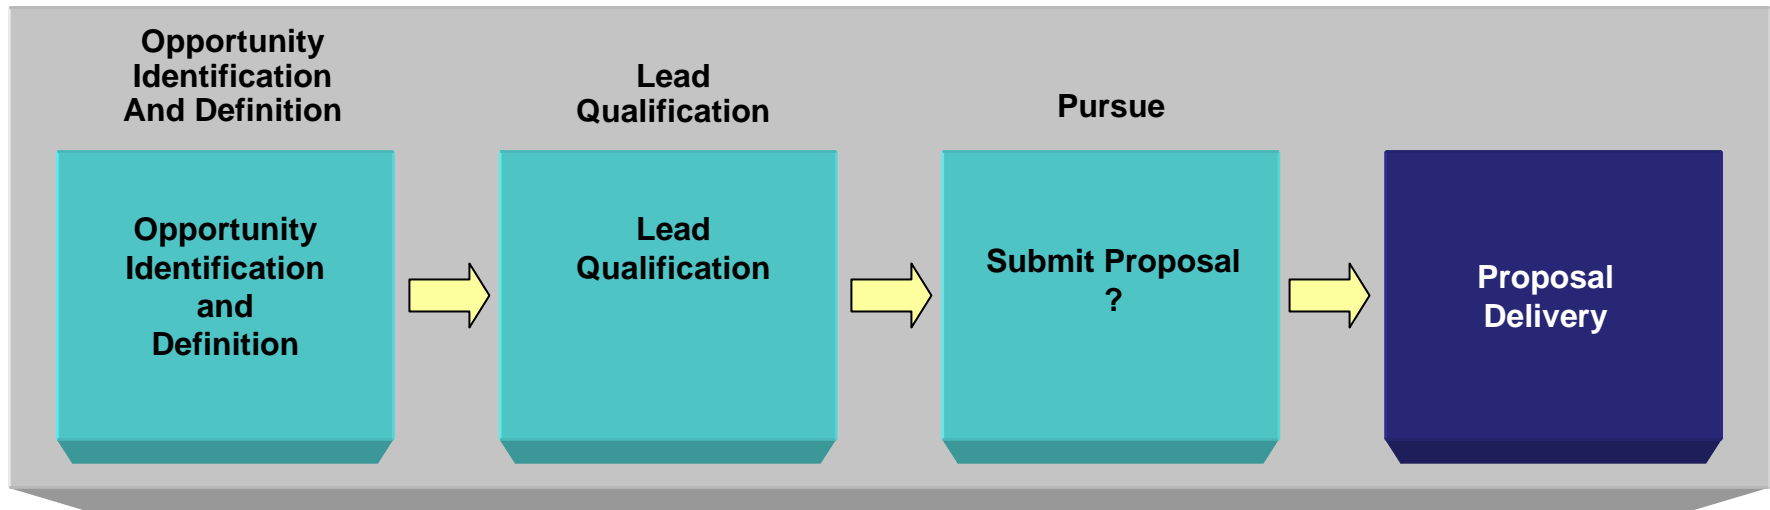 Opportunity
Identification
And Definition
Lead
Qualification
Pursue
Opportunity
Identification
and
Definition
Lead
Qualification
Submit Proposal
?
Proposal
Delivery